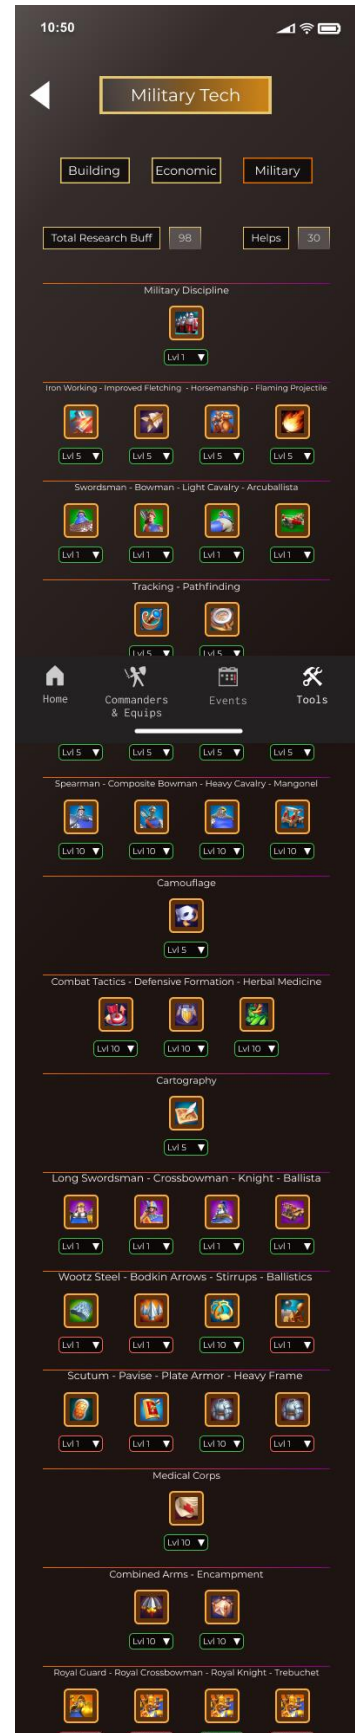 10:50
Military Tech
Building Economic Military
Total Research Buff 98 Helps 30
Military Discipline
Lvl 1
Iron Working - Improved Fletching - Horsemanship - Flaming Projectile
Lvl 5 Lvl 5 Lvl 5 Lvl 5
Swordsman - Bowman - Light Cavalry - Arcuballista
Lvl 1 Lvl 1 Lvl 1 Lvl 1
Tracking - Pathfinding
Lvl 5 Lvl 5
Home Commanders Events Tools
& Equips
Lvl 5 Lvl 5 Lvl 5 Lvl 5
Spearman - Composite Bowman - Heavy Cavalry - Mangonel
Lvl 10 Lvl 10 Lvl 10 Lvl 10
Camouflage
Lvl 5
Combat Tactics - Defensive Formation - Herbal Medicine
Lvl 10 Lvl 10 Lvl 10
Cartography
Lvl 5
Long Swordsman - Crossbowman - Knight - Ballista
Lvl 1 Lvl 1 Lvl 1 Lvl 1
Wootz Steel - Bodkin Arrows - Stirrups - Ballistics
Lvl 1 Lvl 1 Lvl 10 Lvl 1
Scutum - Pavise - Plate Armor - Heavy Frame
Lvl 1 Lvl 1 Lvl 10 Lvl 1
Medical Corps
Lvl 10
Combined Arms - Encampment
Lvl 10 Lvl 10
Royal Guard - Royal Crossbowman - Royal Knight - Trebuchet